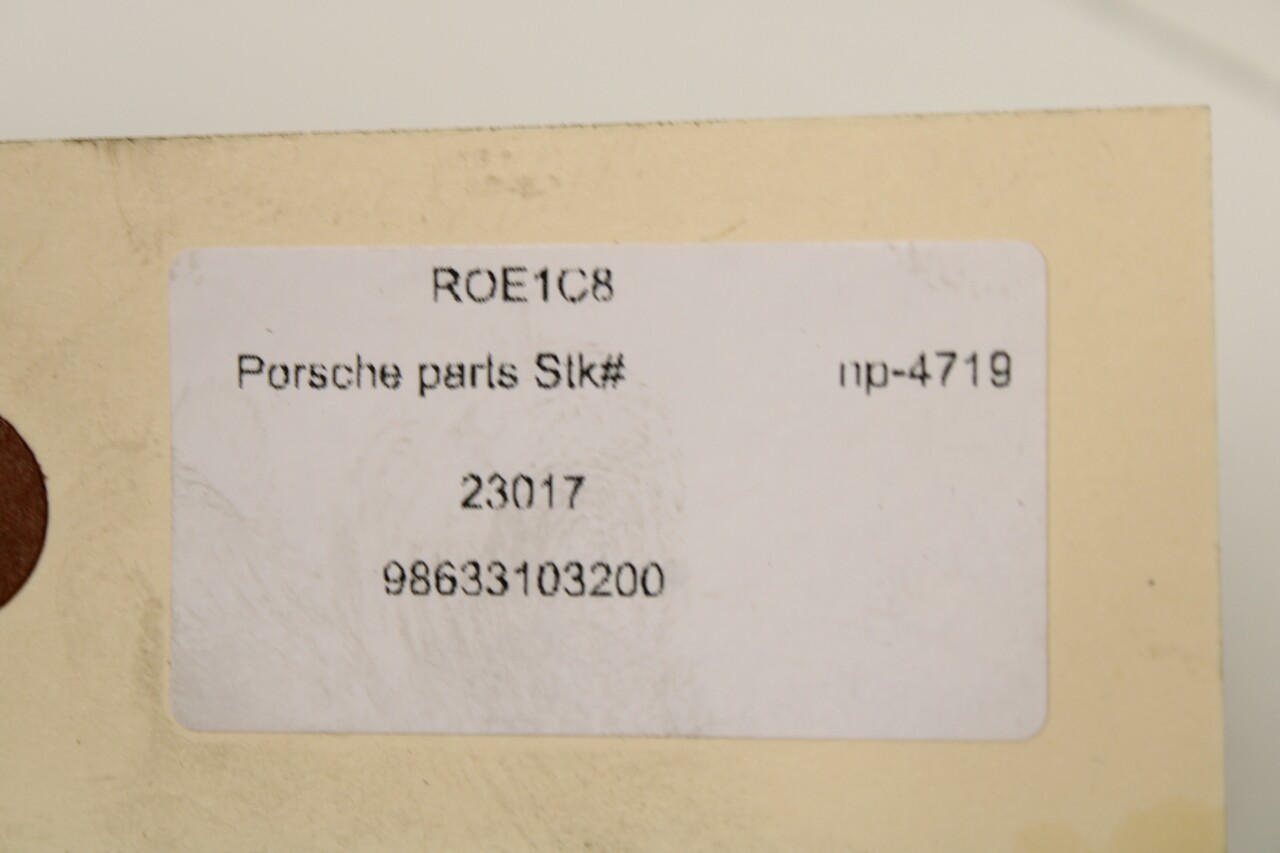 ROE1C8
Porsche parts Stk# np-4719
23017
98633103200